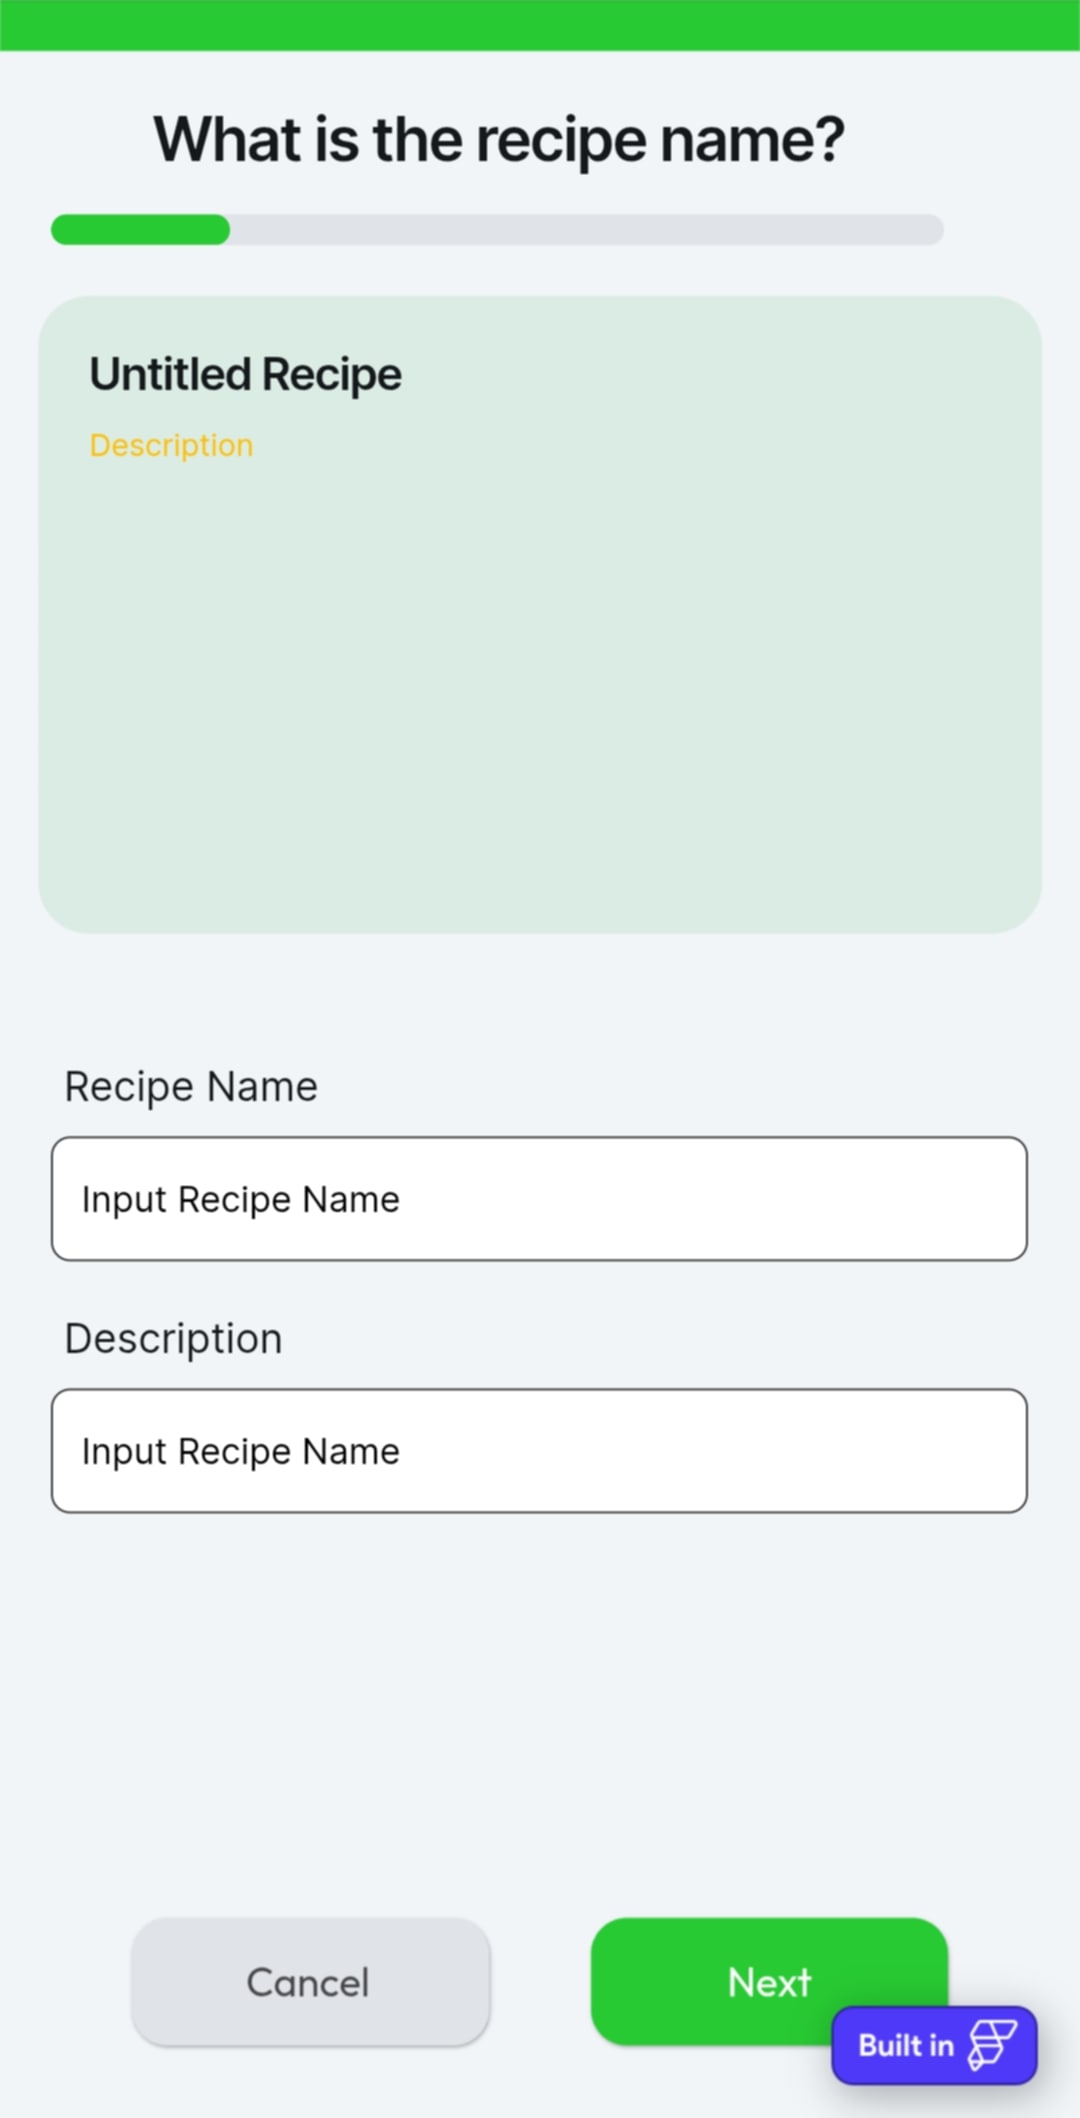 What is the recipe name?
Untitled Recipe
Description
Recipe Name
Input Recipe Name
Description
Input Recipe Name
Cancel
Next
Built in